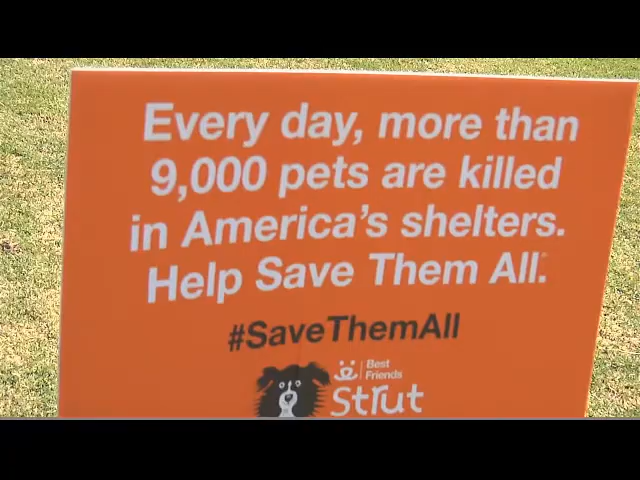 Every day, more than
9,000 pets are killed
in America's shelters.
Help Save Them All.
#SaveThemAll
Best
Friends
Strut